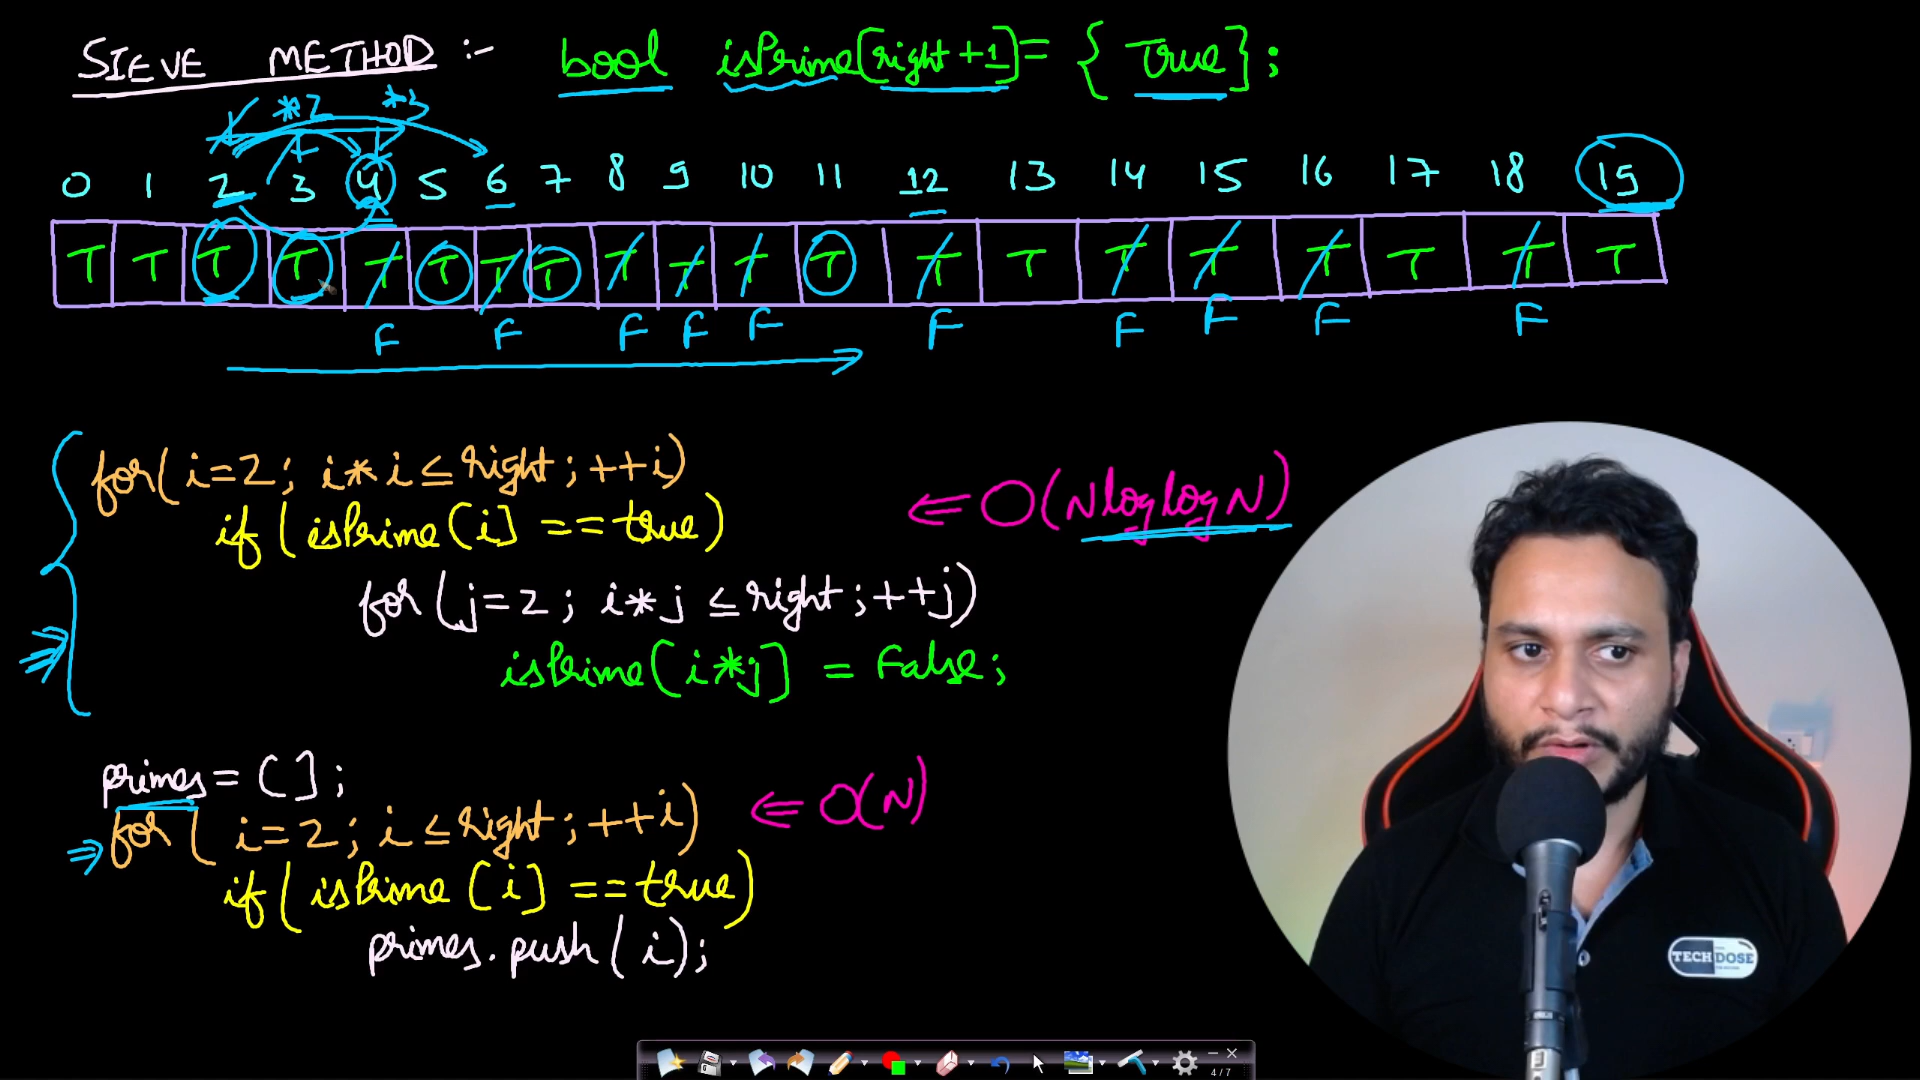 SIEVE METHOD :- bool isPrime[right+1] = { True };
*2 *3
0 1 2 3 4 5 6 7 8 9 10 11 12 13 14 15 16 17 18 19
T T T T T T T T T T T T T T T T T T T T
F F F F F F F F F F
for( i=2; i*i ≤ right; ++i)
if ( isPrime[i] == true) ⇐ O(N log log N)
for( j=2; i*j ≤ right; ++j)
isPrime[i*j] = False;
primes = [];
for( i=2; i ≤ right; ++i) ⇐ O(N)
if ( isPrime[i] == true)
primes.push( i);
TECH DOSE
4/7